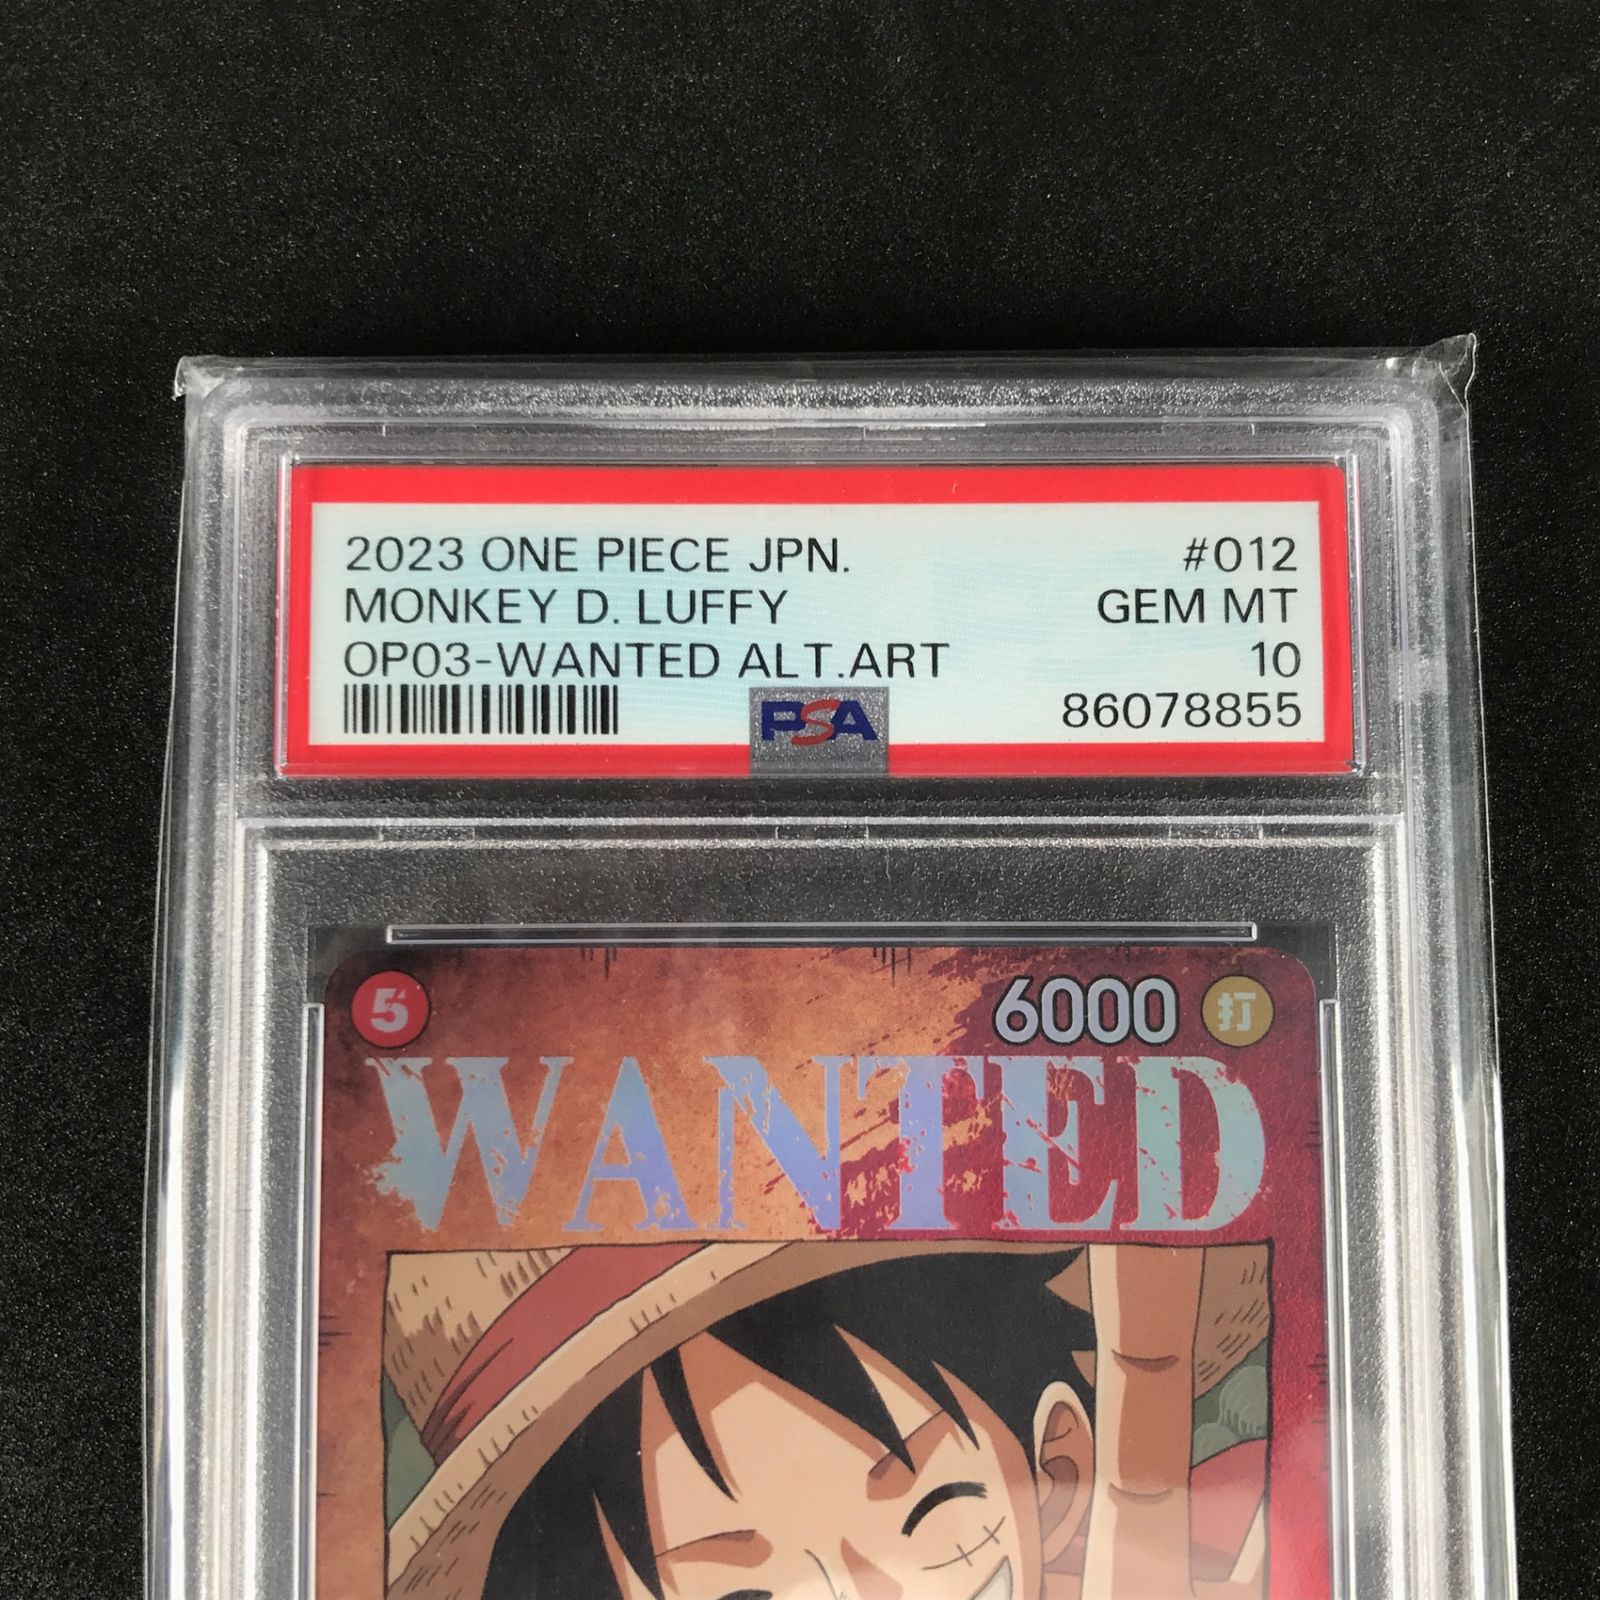 2023 ONE PIECE JPN. #012
MONKEY D. LUFFY GEM MT
OP03-WANTED ALT.ART 10
PSA 86078855
5 6000 打
WANTED